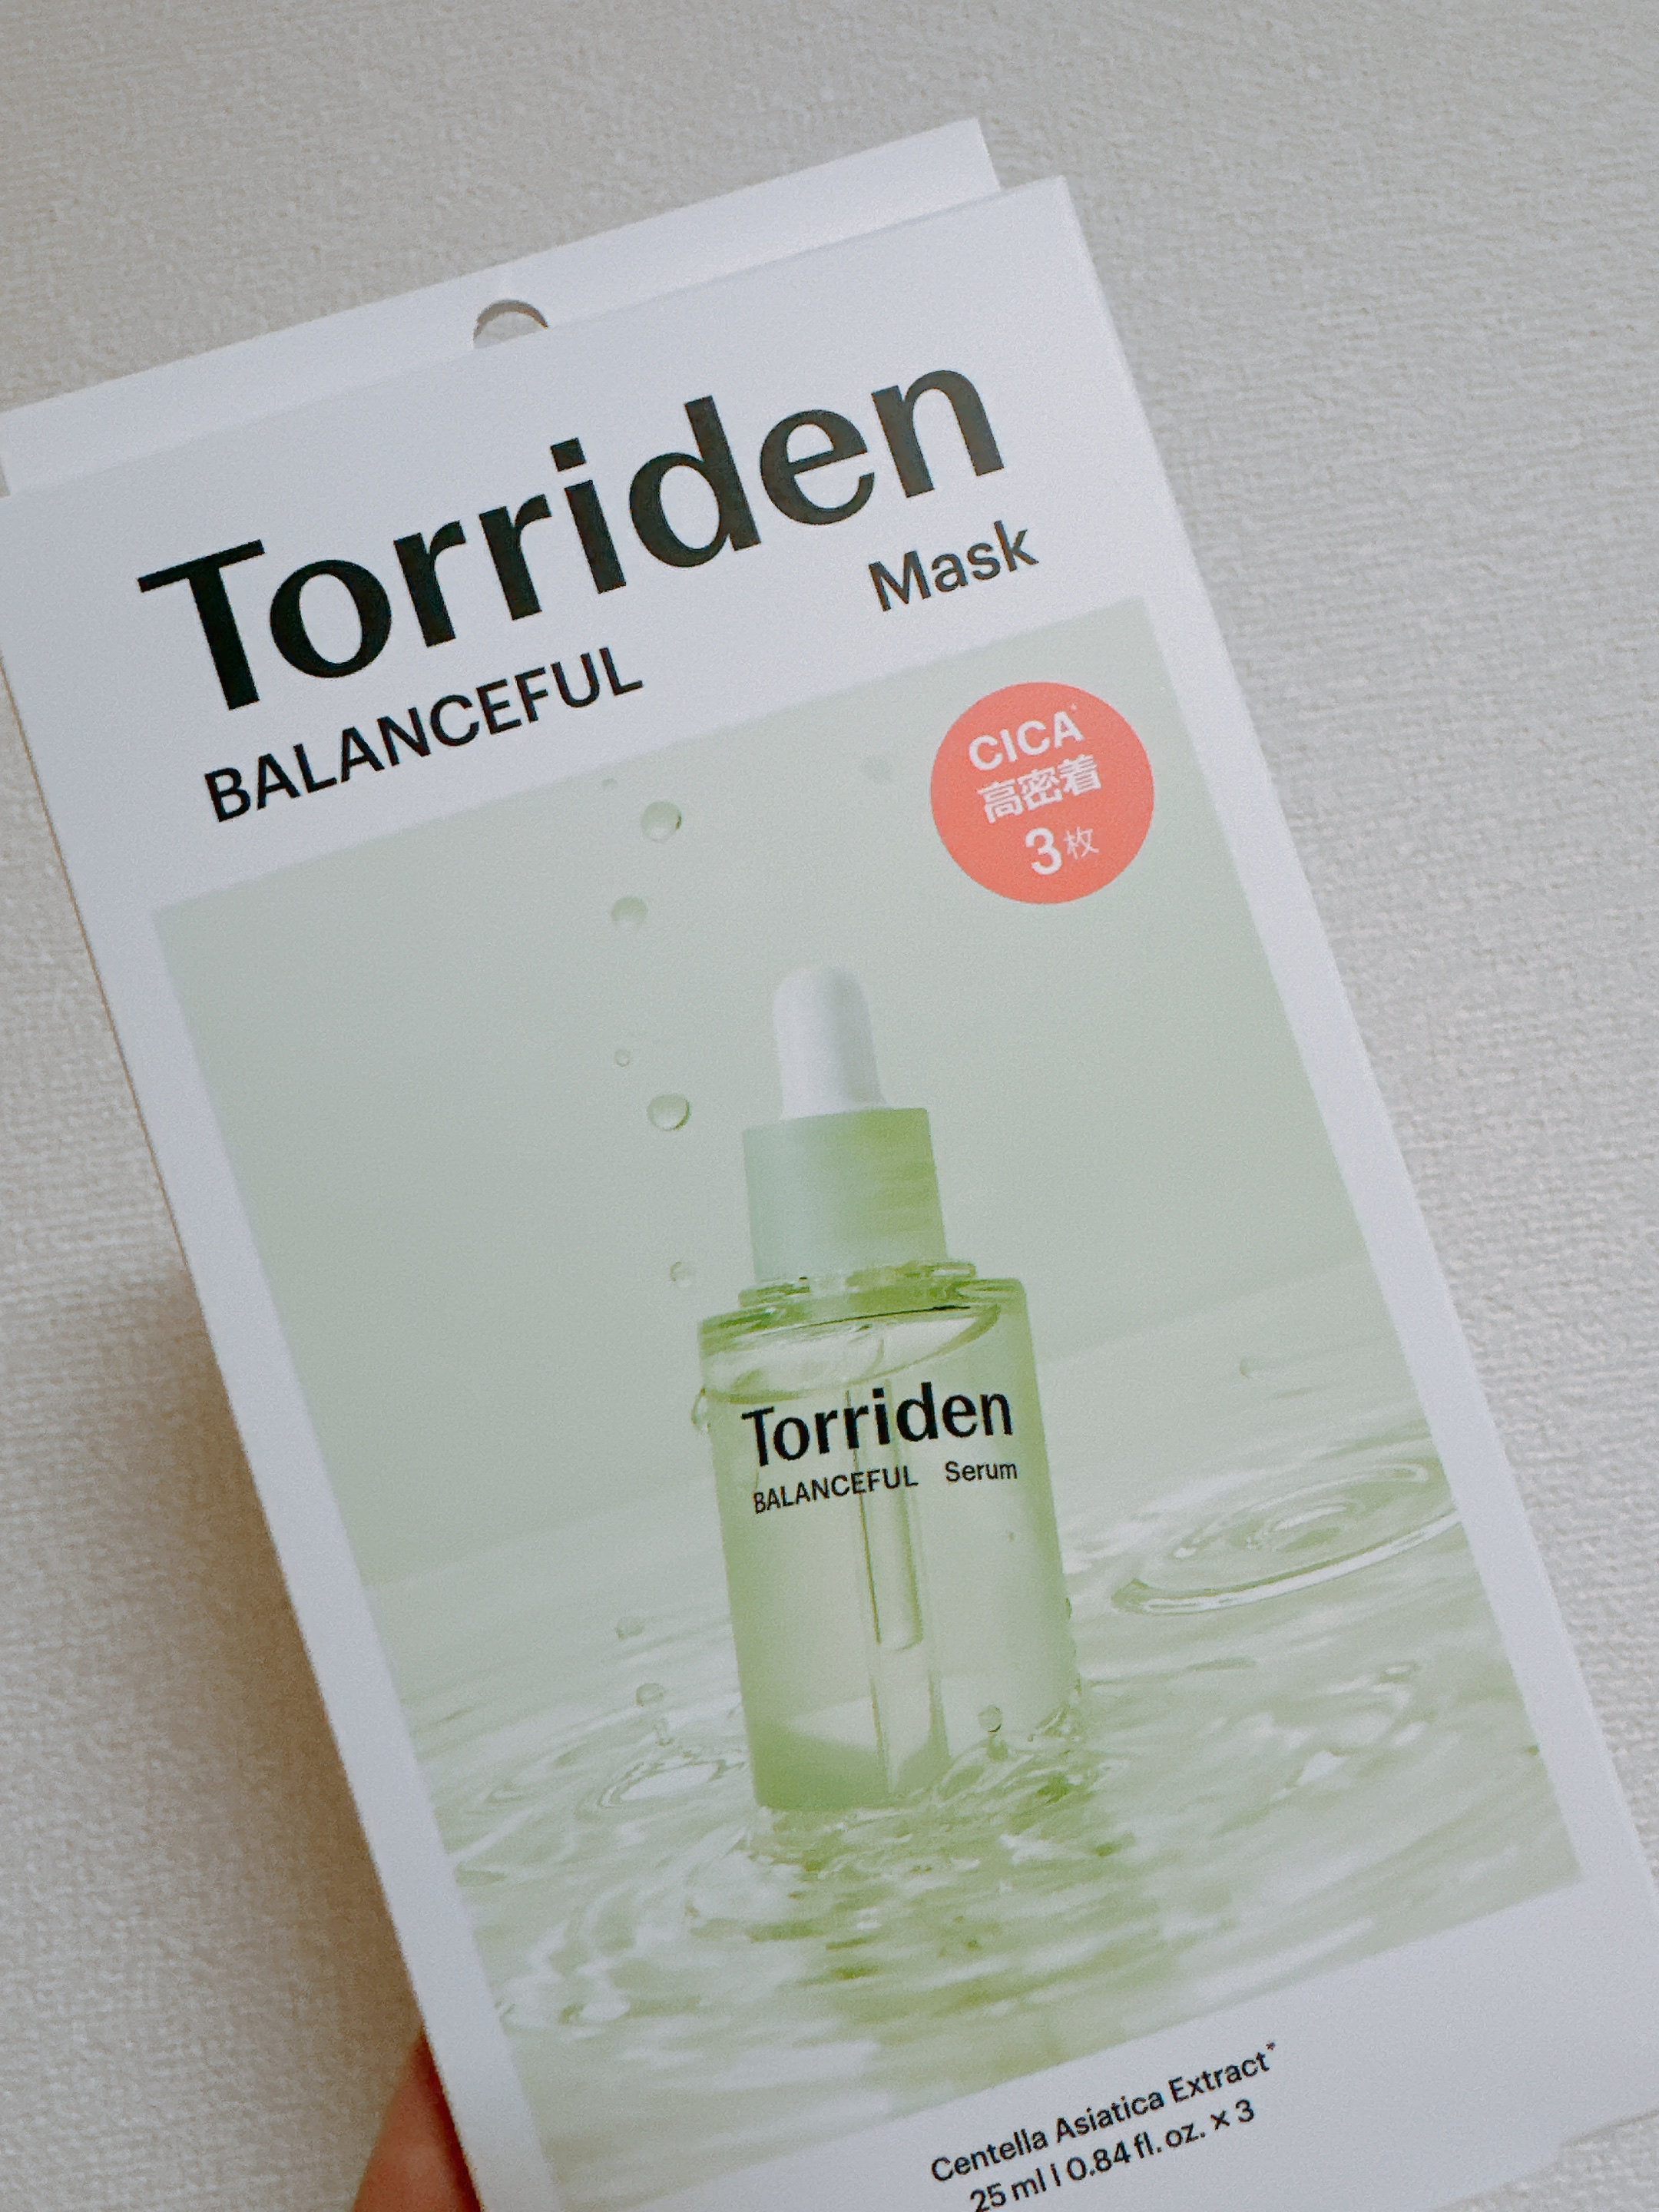 Torriden
Mask
BALANCEFUL
CICA*
高密着
3枚
Torriden
BALANCEFUL Serum
Centella Asiatica Extract*
25 ml | 0.84 fl. oz. × 3